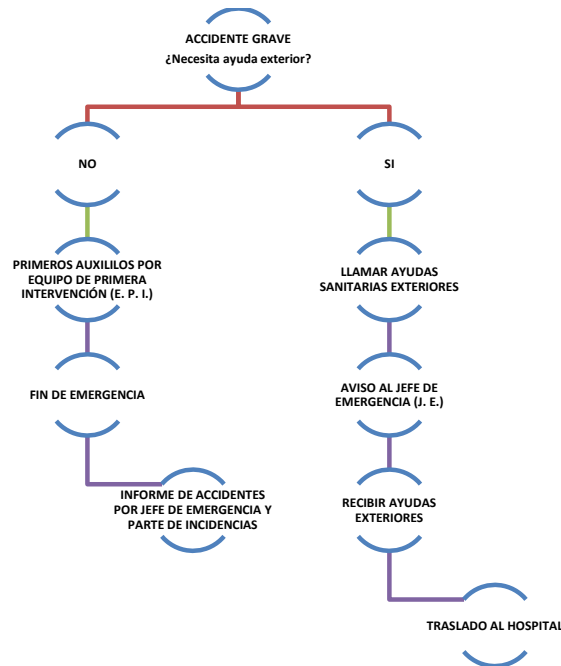 ACCIDENTE GRAVE
¿Necesita ayuda exterior?
NO
SI
PRIMEROS AUXILILOS POR
EQUIPO DE PRIMERA
INTERVENCIÓN (E. P. I.)
LLAMAR AYUDAS
SANITARIAS EXTERIORES
FIN DE EMERGENCIA
AVISO AL JEFE DE
EMERGENCIA (J. E.)
INFORME DE ACCIDENTES
POR JEFE DE EMERGENCIA Y
PARTE DE INCIDENCIAS
RECIBIR AYUDAS
EXTERIORES
TRASLADO AL HOSPITAL